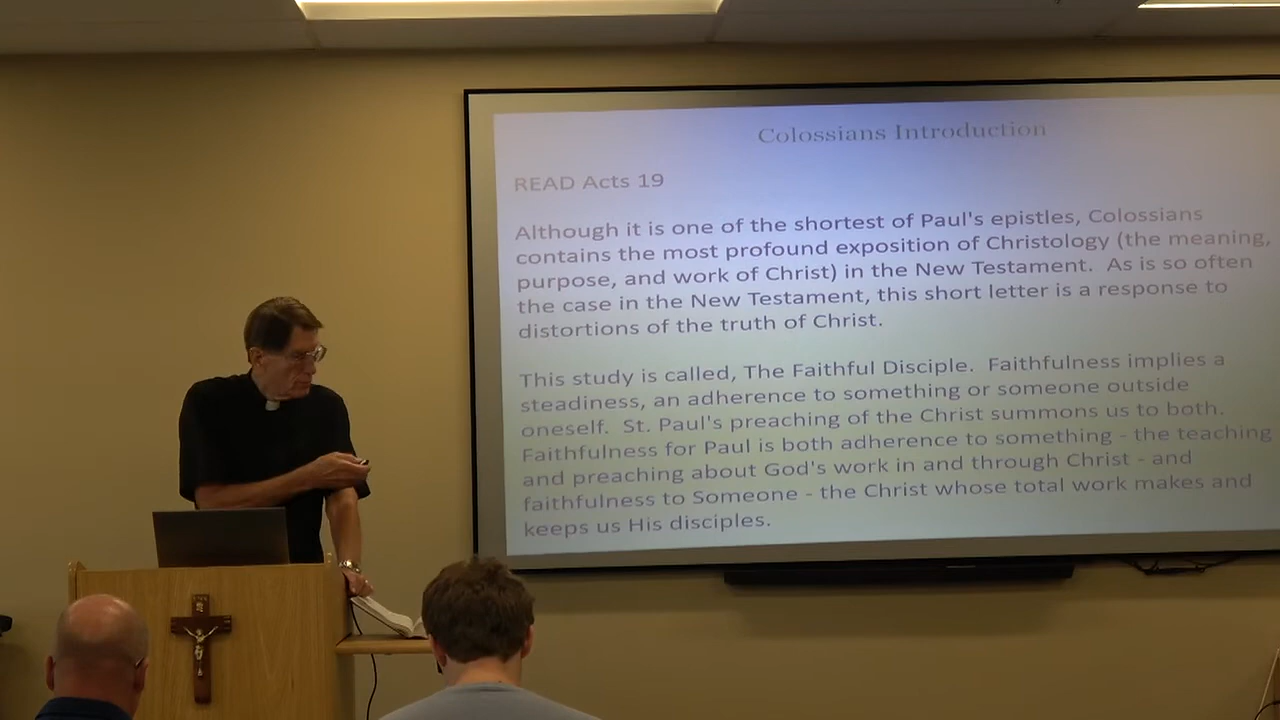 Colossians Introduction
READ Acts 19
Although it is one of the shortest of Paul's epistles, Colossians
contains the most profound exposition of Christology (the meaning,
purpose, and work of Christ) in the New Testament. As is so often
the case in the New Testament, this short letter is a response to
distortions of the truth of Christ.
This study is called, The Faithful Disciple. Faithfulness implies a
steadiness, an adherence to something or someone outside
oneself. St. Paul's preaching of the Christ summons us to both.
Faithfulness for Paul is both adherence to something - the teaching
and preaching about God's work in and through Christ - and
faithfulness to Someone - the Christ whose total work makes and
keeps us His disciples.